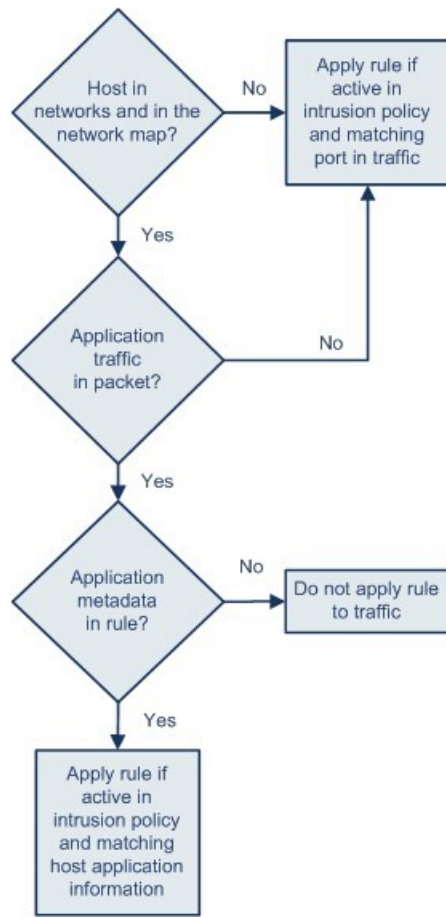 Host in
networks and in the
network map?
No
Apply rule if
active in
intrusion policy
and matching
port in traffic
Yes
Application
traffic
in packet?
No
Yes
Application
metadata
in rule?
No
Do not apply rule
to traffic
Yes
Apply rule if
active in
intrusion policy
and matching
host application
information